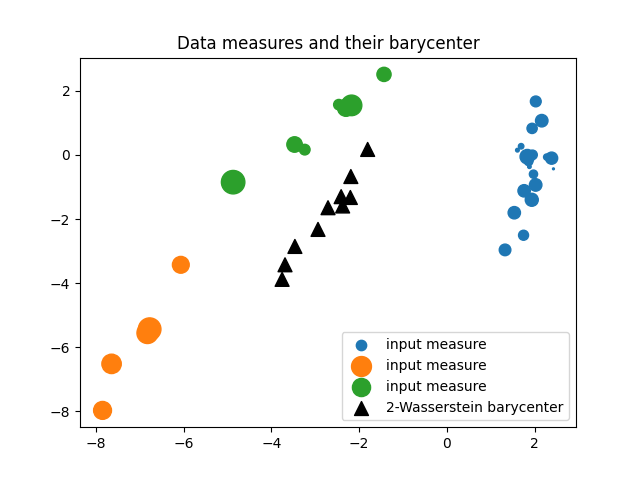 Data measures and their barycenter
2
0
−2
−4
−6
−8
input measure
input measure
input measure
2-Wasserstein barycenter
−8 −6 −4 −2 0 2